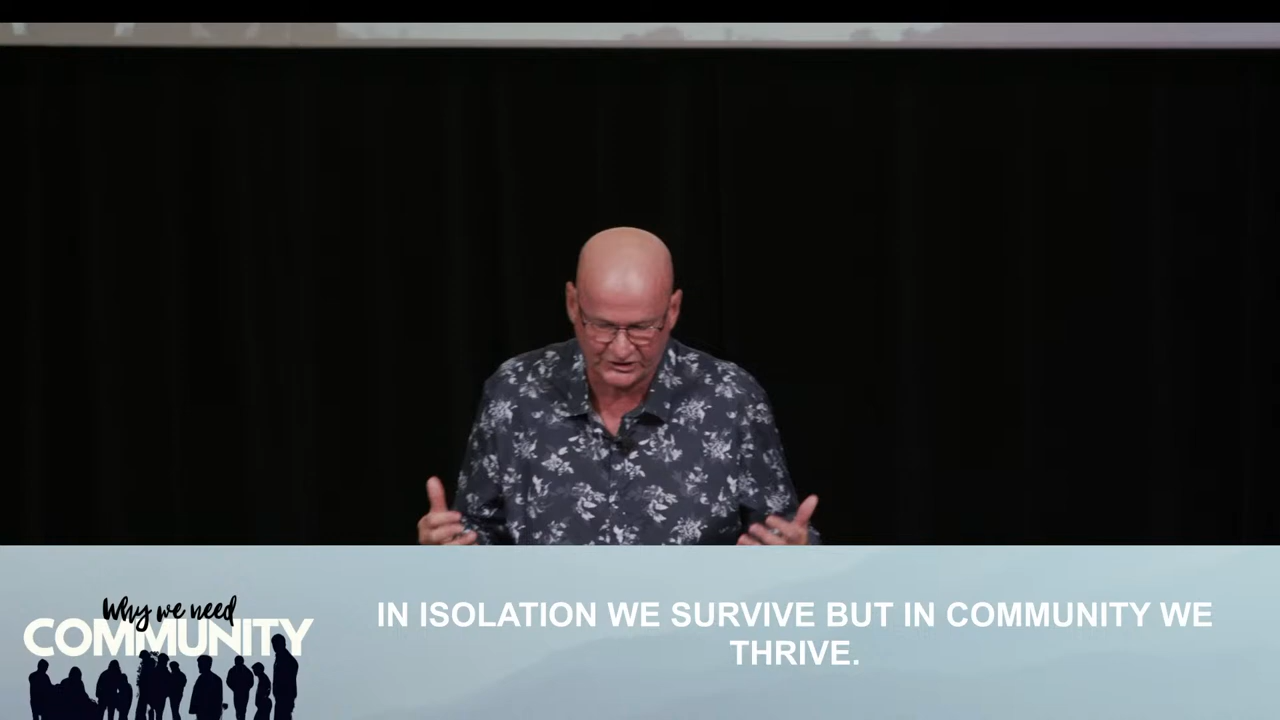 Why we need
COMMUNITY
IN ISOLATION WE SURVIVE BUT IN COMMUNITY WE
THRIVE.